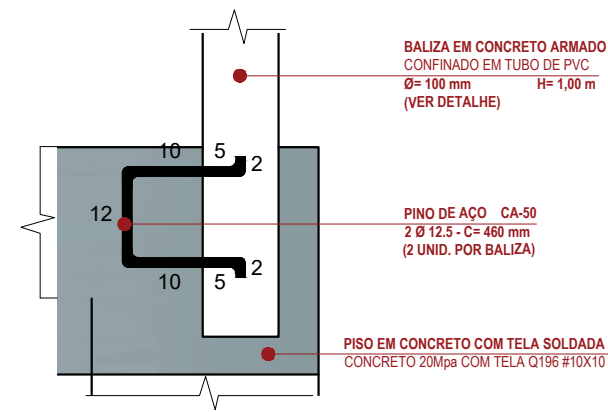 BALIZA EM CONCRETO ARMADO
CONFINADO EM TUBO DE PVC
Ø= 100 mm H= 1,00 m
(VER DETALHE)
10 5 2
12
PINO DE AÇO CA-50
2 Ø 12.5 - C= 460 mm
(2 UNID. POR BALIZA)
10 5 2
PISO EM CONCRETO COM TELA SOLDADA
CONCRETO 20Mpa COM TELA Q196 #10X10